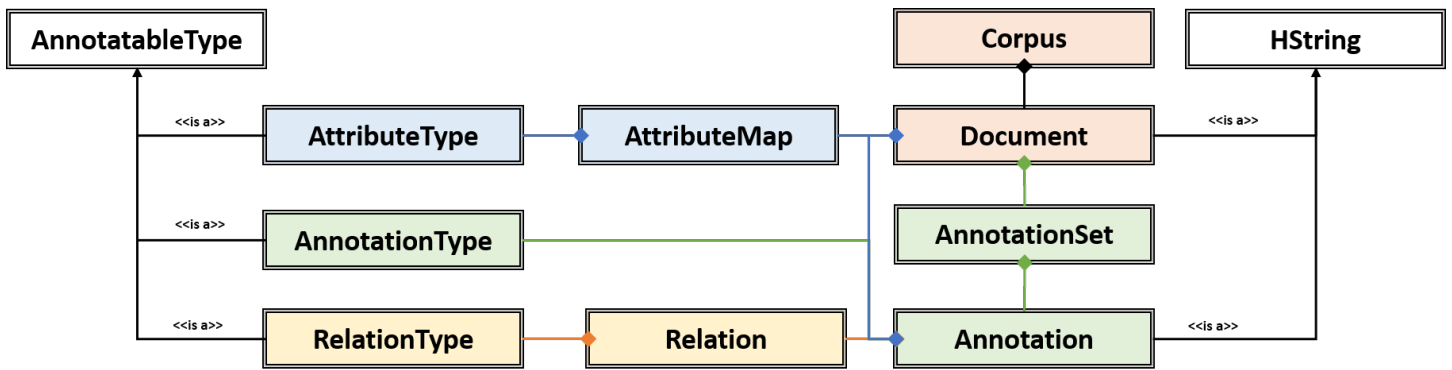 AnnotatableType
Corpus
HString
<<is a>>
AttributeType
AttributeMap
Document
<<is a>>
<<is a>>
AnnotationType
AnnotationSet
<<is a>>
RelationType
Relation
Annotation
<<is a>>